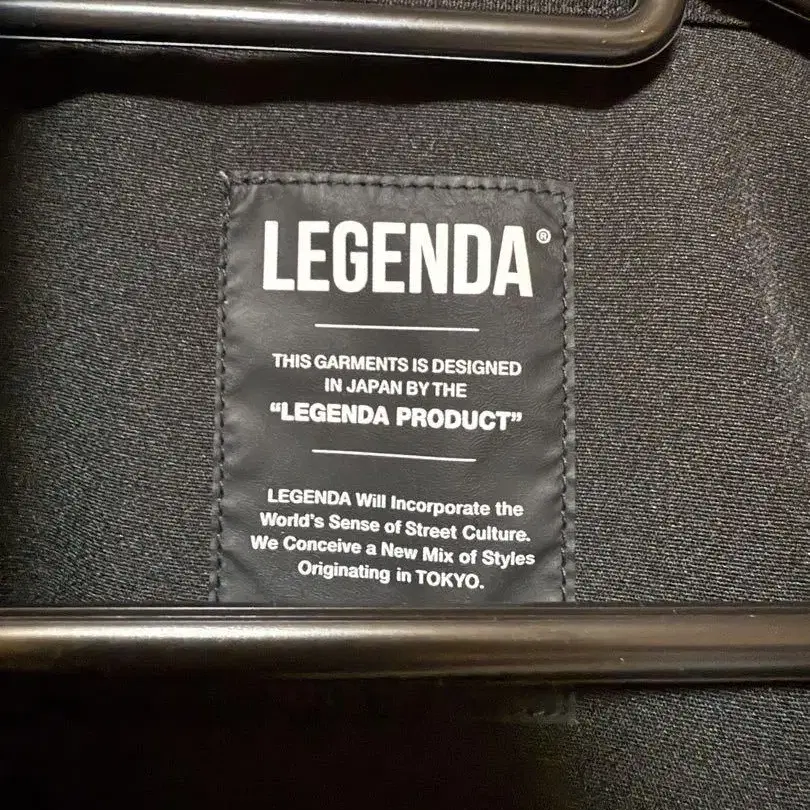 LEGENDA®
THIS GARMENTS IS DESIGNED
IN JAPAN BY THE
“LEGENDA PRODUCT”
LEGENDA Will Incorporate the
World's Sense of Street Culture.
We Conceive a New Mix of Styles
Originating in TOKYO.